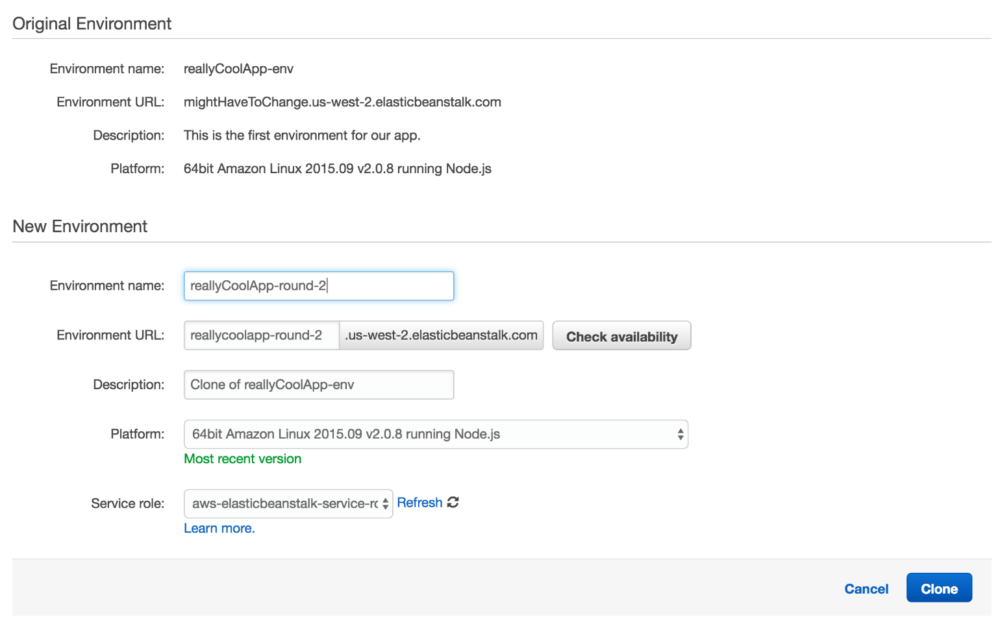 Original Environment
Environment name: reallyCoolApp-env
Environment URL: mightHaveToChange.us-west-2.elasticbeanstalk.com
Description: This is the first environment for our app.
Platform: 64bit Amazon Linux 2015.09 v2.0.8 running Node.js
New Environment
Environment name: reallyCoolApp-round-2
Environment URL: reallycoolapp-round-2 .us-west-2.elasticbeanstalk.com Check availability
Description: Clone of reallyCoolApp-env
Platform: 64bit Amazon Linux 2015.09 v2.0.8 running Node.js
Most recent version
Service role: aws-elasticbeanstalk-service-ro Refresh
Learn more.
Cancel Clone